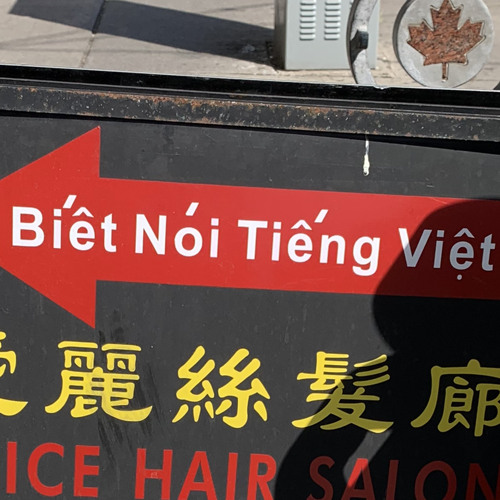 Biết Nói Tiếng Việt
麗絲髮廊
ICE HAIR SALON